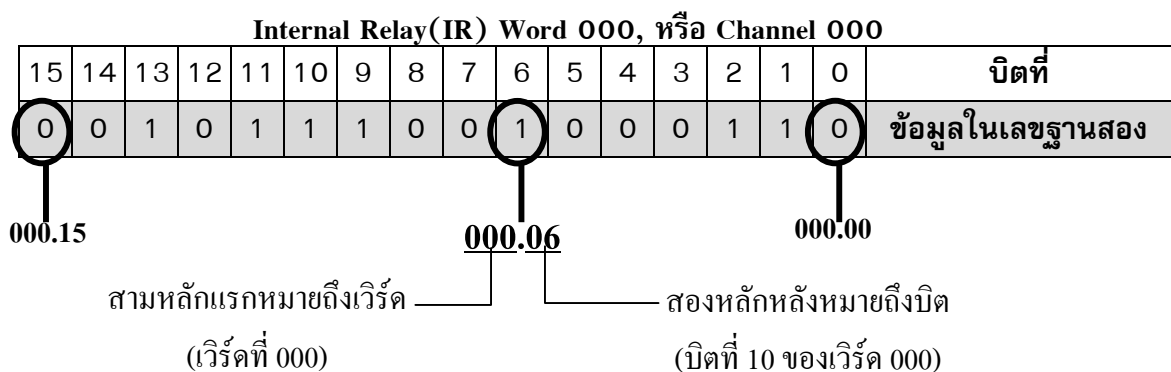 Internal Relay(IR) Word 000, หรือ Channel 000
15 14 13 12 11 10 9 8 7 6 5 4 3 2 1 0 บิตที่
0 0 1 0 1 1 1 0 0 1 0 0 0 1 1 0 ข้อมูลในเลขฐานสอง
000.15 000.06 000.00
สามหลักแรกหมายถึงเวิร์ด สองหลักหลังหมายถึงบิต
(เวิร์ดที่ 000) (บิตที่ 10 ของเวิร์ด 000)